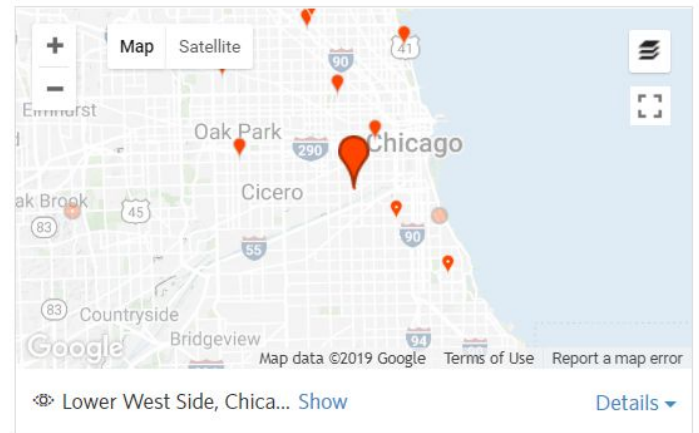 +
Map
Satellite
−
41
90
Elmhurst
Oak Park
290
Chicago
Cicero
ak Brook
45
83
90
55
83
Countryside
Bridgeview
94
Google
Map data ©2019 Google
Terms of Use
Report a map error
Lower West Side, Chica... Show
Details